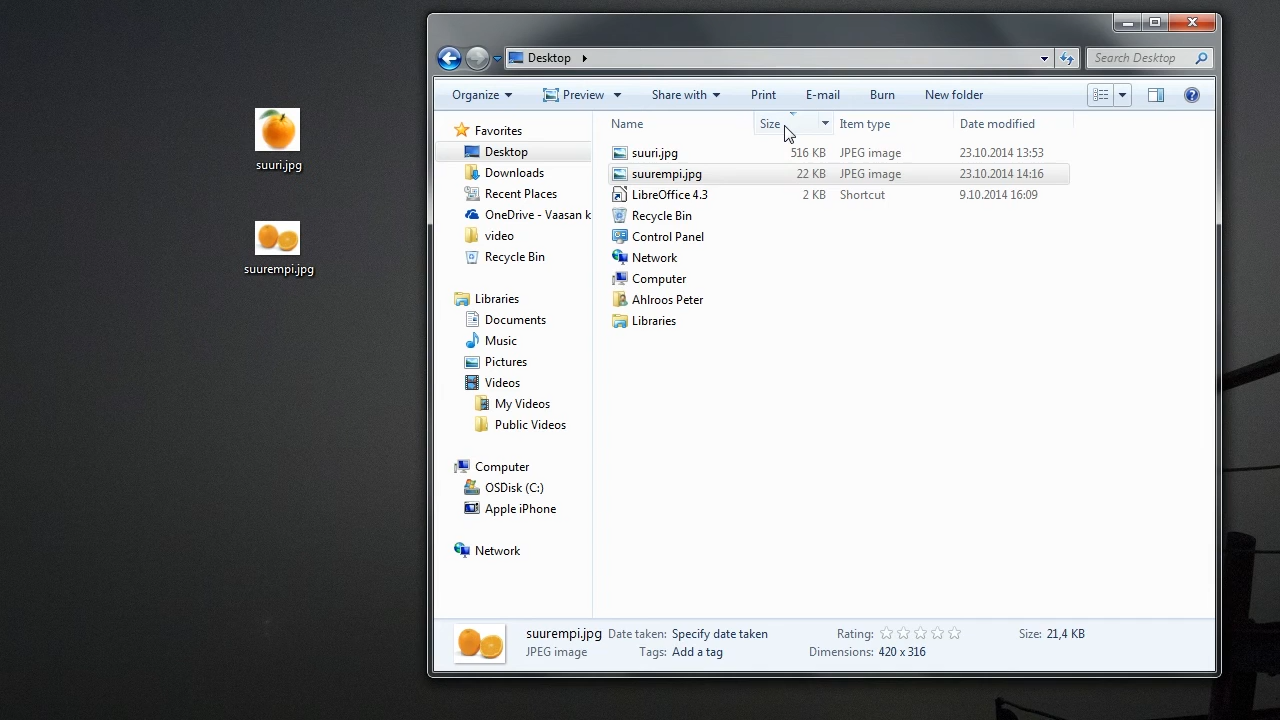 suuri.jpg
suurempi.jpg
Desktop
Search Desktop
Organize Preview Share with Print E-mail Burn New folder
Name Size Item type Date modified
suuri.jpg 516 KB JPEG image 23.10.2014 13:53
suurempi.jpg 22 KB JPEG image 23.10.2014 14:16
LibreOffice 4.3 2 KB Shortcut 9.10.2014 16:09
Recycle Bin
Control Panel
Network
Computer
Ahlroos Peter
Libraries
Favorites
Desktop
Downloads
Recent Places
OneDrive - Vaasan k
video
Recycle Bin
Libraries
Documents
Music
Pictures
Videos
My Videos
Public Videos
Computer
OSDisk (C:)
Apple iPhone
Network
suurempi.jpg Date taken: Specify date taken Rating: Size: 21,4 KB
JPEG image Tags: Add a tag Dimensions: 420 x 316